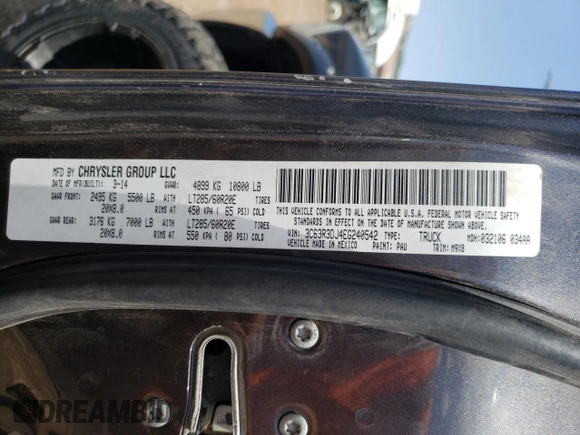 MFD BY CHRYSLER GROUP LLC
DATE OF MFR(BUILT): 3-14 GVWR: 4899 KG 10800 LB
GAWR FRONT: 2495 KG 5500 LB WITH LT285/60R20E TIRES
20X8.0 RIMS AT 450 KPA ( 65 PSI) COLD
GAWR REAR: 3176 KG 7000 LB WITH LT285/60R20E TIRES
20X8.0 RIMS AT 550 KPA ( 80 PSI) COLD
THIS VEHICLE CONFORMS TO ALL APPLICABLE U.S.A. FEDERAL MOTOR VEHICLE SAFETY
STANDARDS IN EFFECT ON THE DATE OF MANUFACTURE SHOWN ABOVE.
VIN: 3C63R3DJ4EG240542 TYPE: TRUCK MDH: 032106 034AA
VEHICLE MADE IN MEXICO PAINT: PAU TRIM: M9X8
DREAMBID